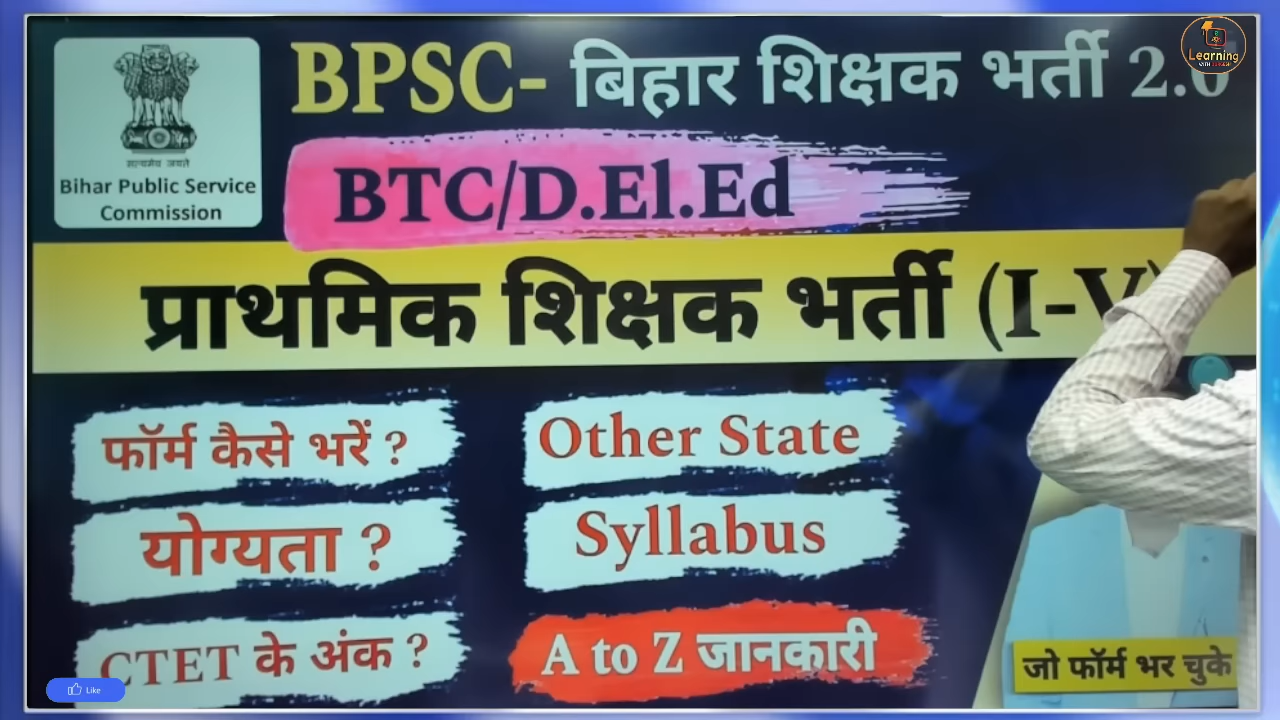 BPSC- बिहार शिक्षक भर्ती 2.0
सत्यमेव जयते
Bihar Public Service
Commission
BTC/D.El.Ed
प्राथमिक शिक्षक भर्ती (I-V)
फॉर्म कैसे भरें ?
Other State
योग्यता ?
Syllabus
CTET के अंक ?
A to Z जानकारी
जो फॉर्म भर चुके
Learning
Like